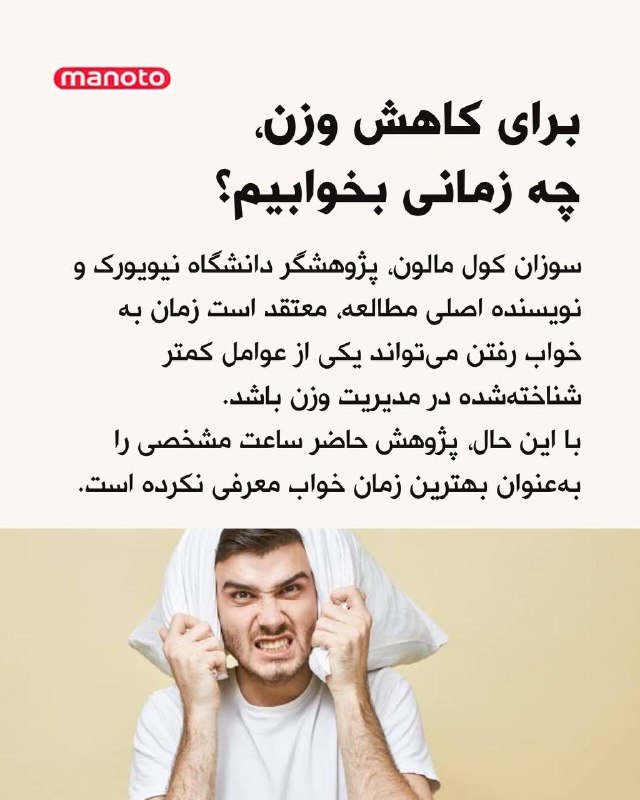 manoto
برای کاهش وزن،
چه زمانی بخوابیم؟
سوزان کول مالون، پژوهشگر دانشگاه نیویورک و
نویسنده اصلی مطالعه، معتقد است زمان به
خواب رفتن می‌تواند یکی از عوامل کمتر
شناخته‌شده در مدیریت وزن باشد.
با این حال، پژوهش حاضر ساعت مشخصی را
به‌عنوان بهترین زمان خواب معرفی نکرده است.